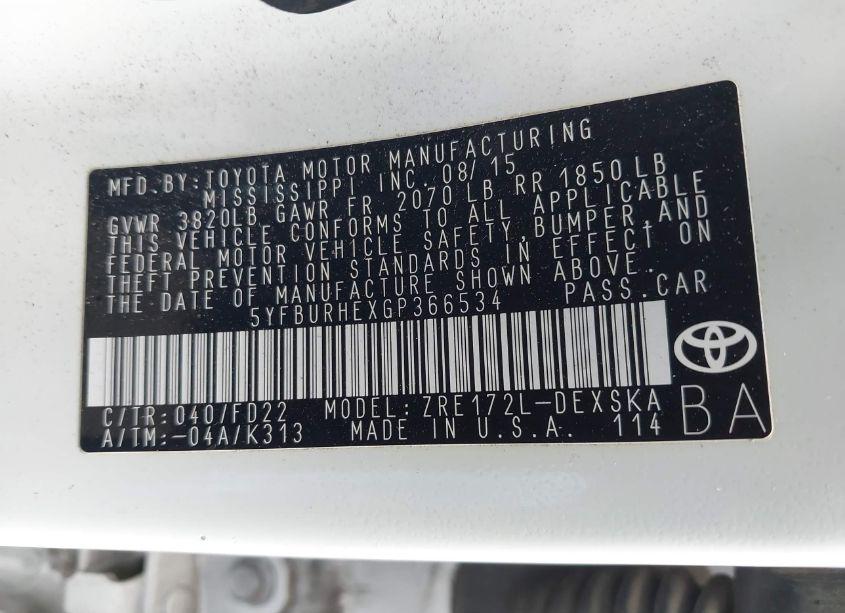 MFD.BY:TOYOTA MOTOR MANUFACTURING
MISSISSIPPI INC. 08/15
GVWR 3820LB GAWR FR 2070 LB RR 1850LB
THIS VEHICLE CONFORMS TO ALL APPLICABLE
FEDERAL MOTOR VEHICLE SAFETY,BUMPER,AND
THEFT PREVENTION STANDARDS IN EFFECT ON
THE DATE OF MANUFACTURE SHOWN ABOVE.
5YFBURHEXGP366534 PASS.CAR
C/TR:040/FD22 MODEL:ZRE172L-DEXSKA
A/TM:-04A/K313 MADE IN U.S.A. 114
BA